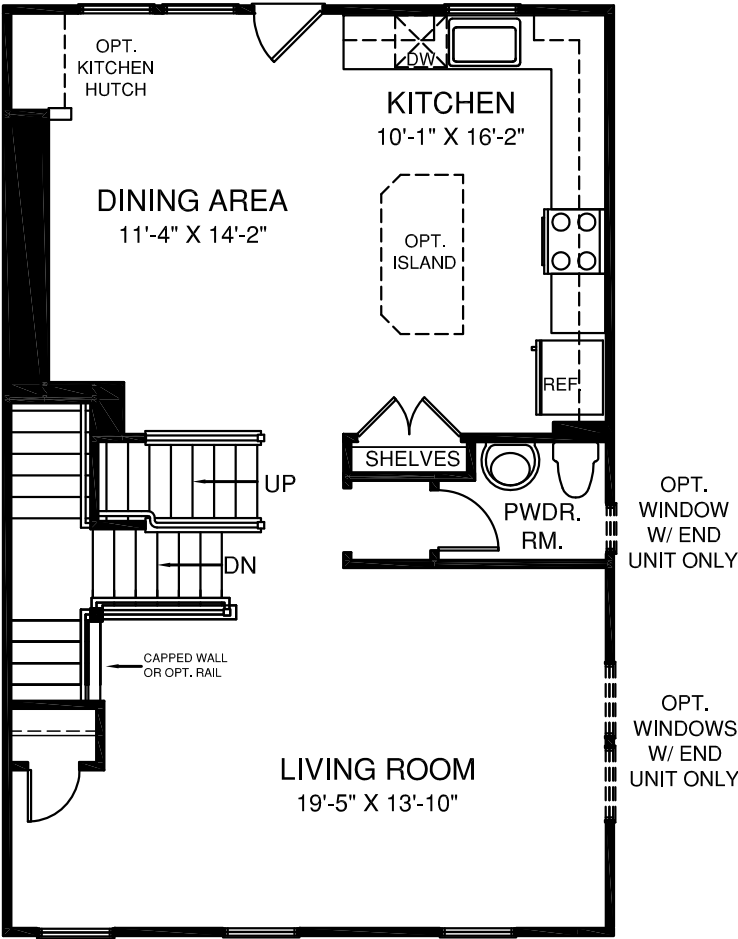 OPT.
KITCHEN
HUTCH
DW
KITCHEN
10'-1" X 16'-2"
DINING AREA
11'-4" X 14'-2"
OPT.
ISLAND
REF.
SHELVES
UP
PWDR.
RM.
OPT.
WINDOW
W/ END
UNIT ONLY
DN
CAPPED WALL
OR OPT. RAIL
OPT.
WINDOWS
W/ END
UNIT ONLY
LIVING ROOM
19'-5" X 13'-10"